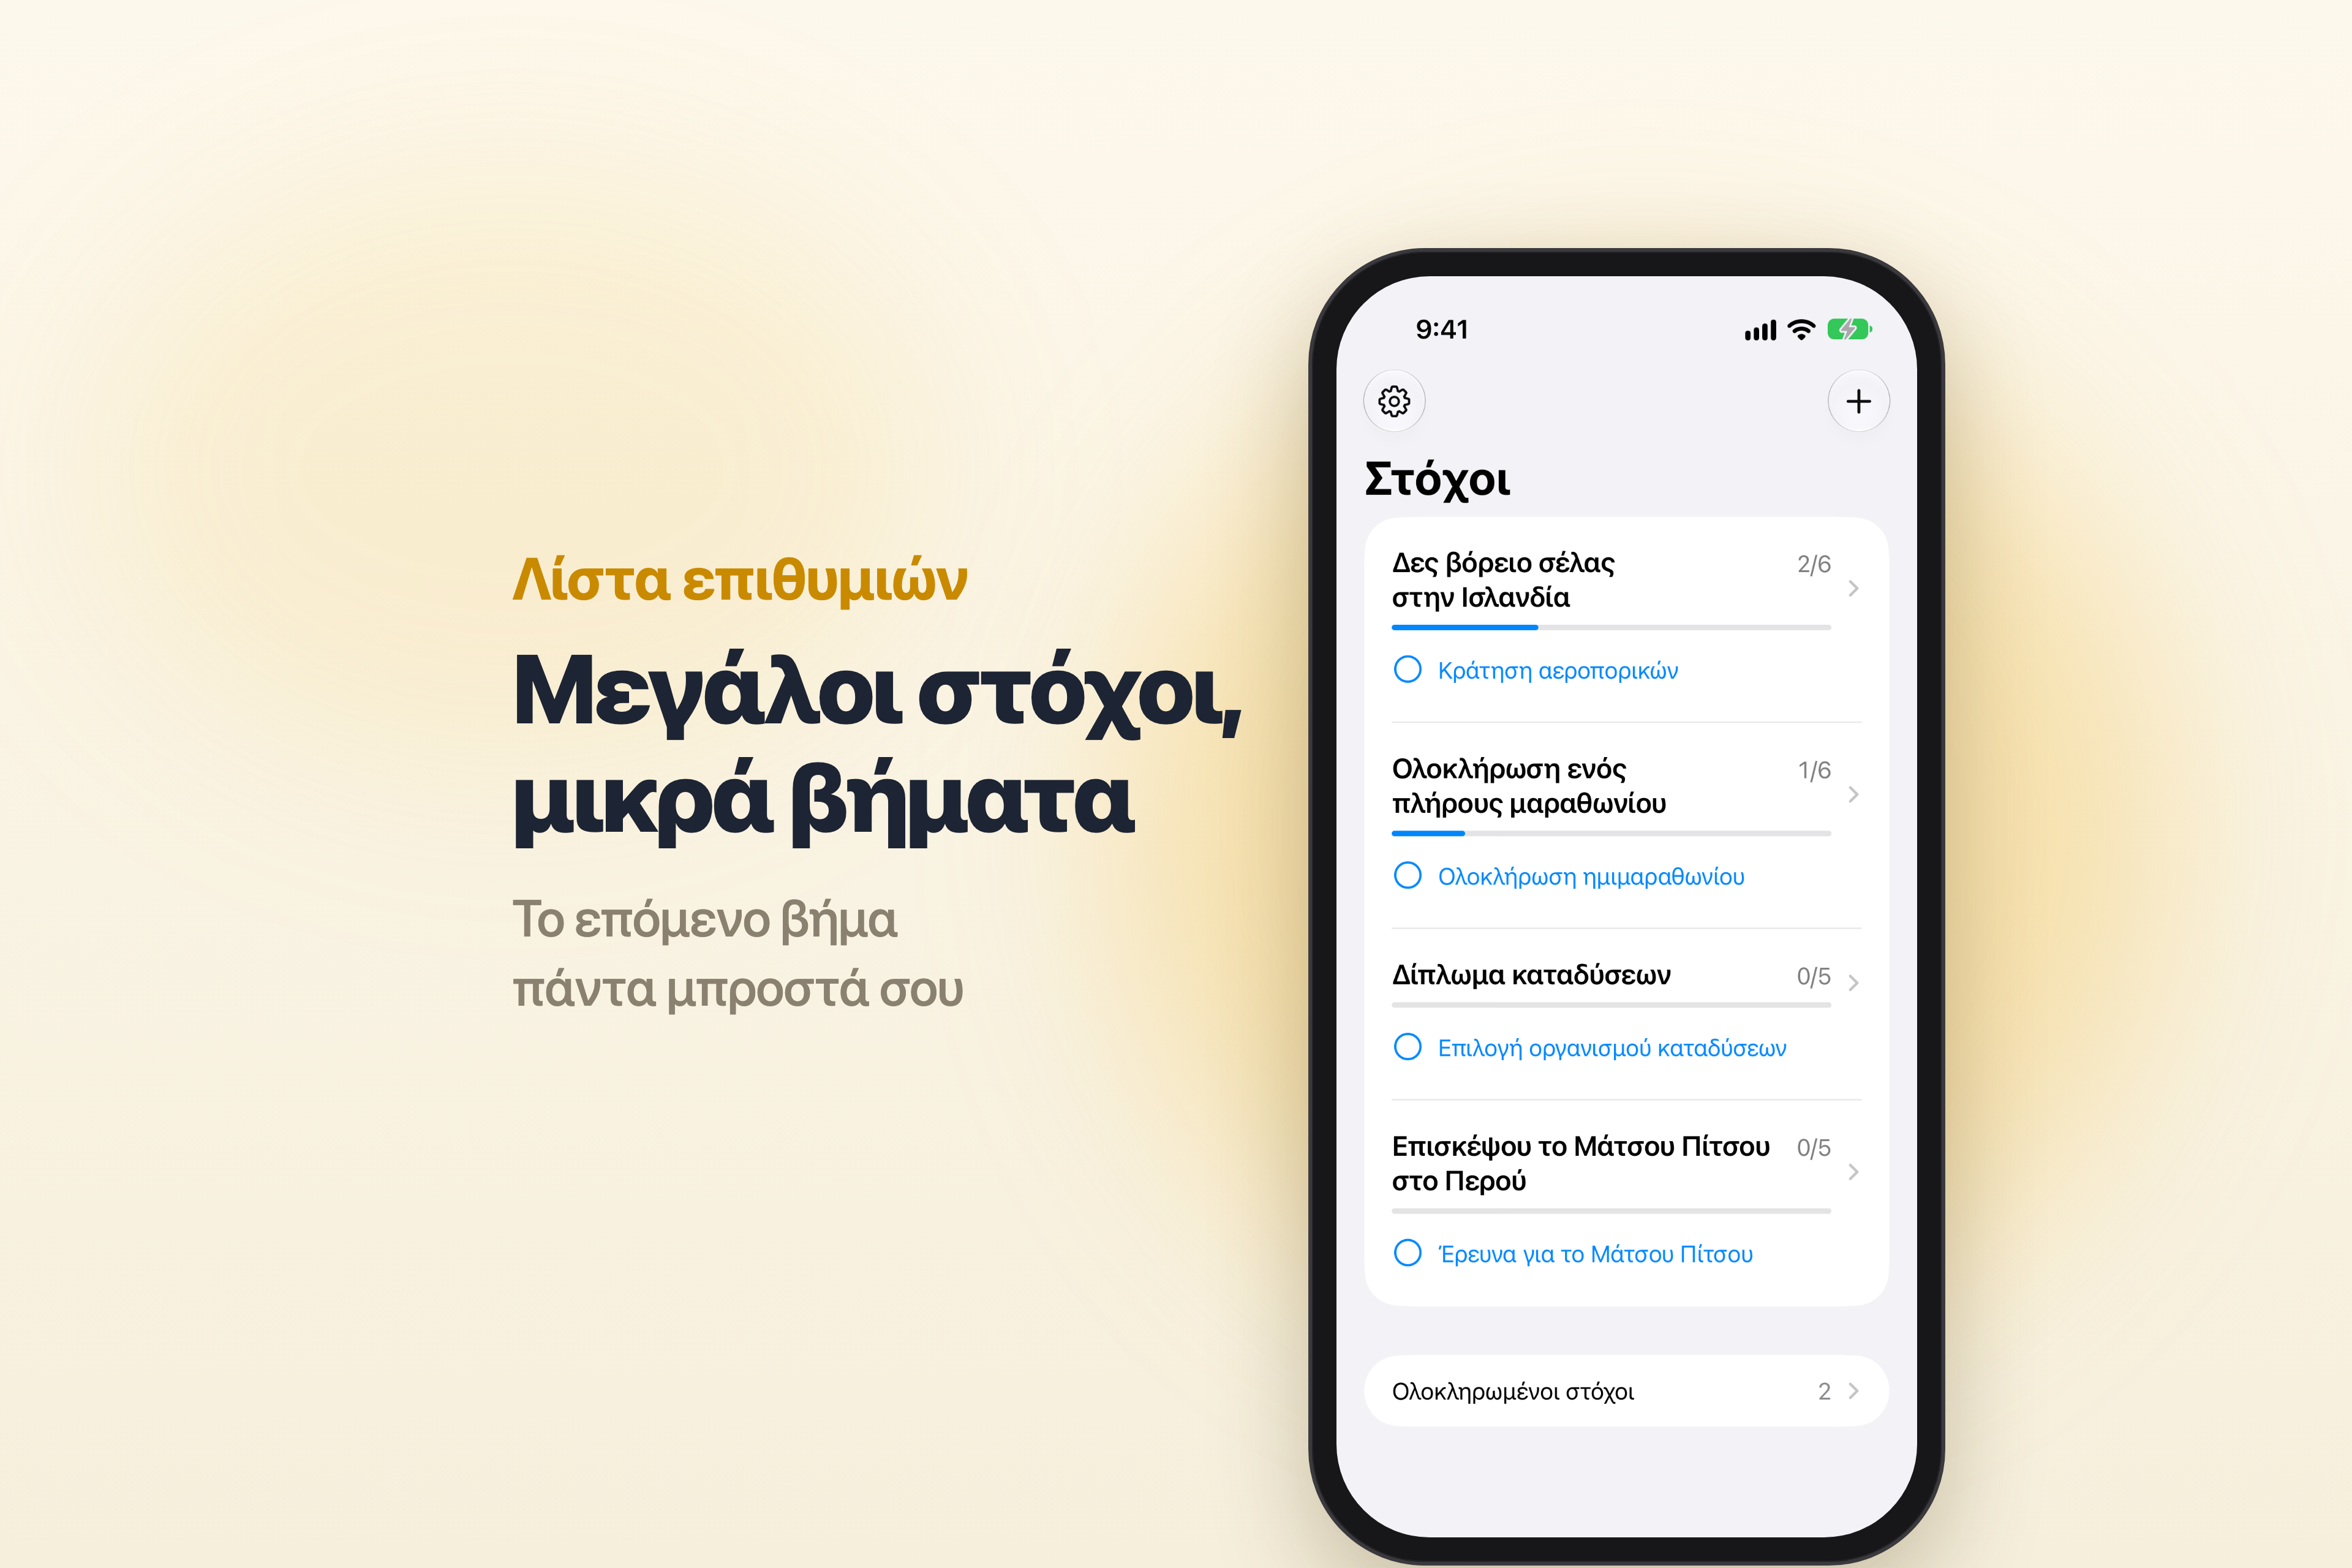 Λίστα επιθυμιών
Μεγάλοι στόχοι,
μικρά βήματα
Το επόμενο βήμα
πάντα μπροστά σου
9:41
Στόχοι
Δες βόρειο σέλας
στην Ισλανδία
2/6
Κράτηση αεροπορικών
Ολοκλήρωση ενός
πλήρους μαραθωνίου
1/6
Ολοκλήρωση ημιμαραθωνίου
Δίπλωμα καταδύσεων
0/5
Επιλογή οργανισμού καταδύσεων
Επισκέψου το Μάτσου Πίτσου
στο Περού
0/5
Έρευνα για το Μάτσου Πίτσου
Ολοκληρωμένοι στόχοι
2